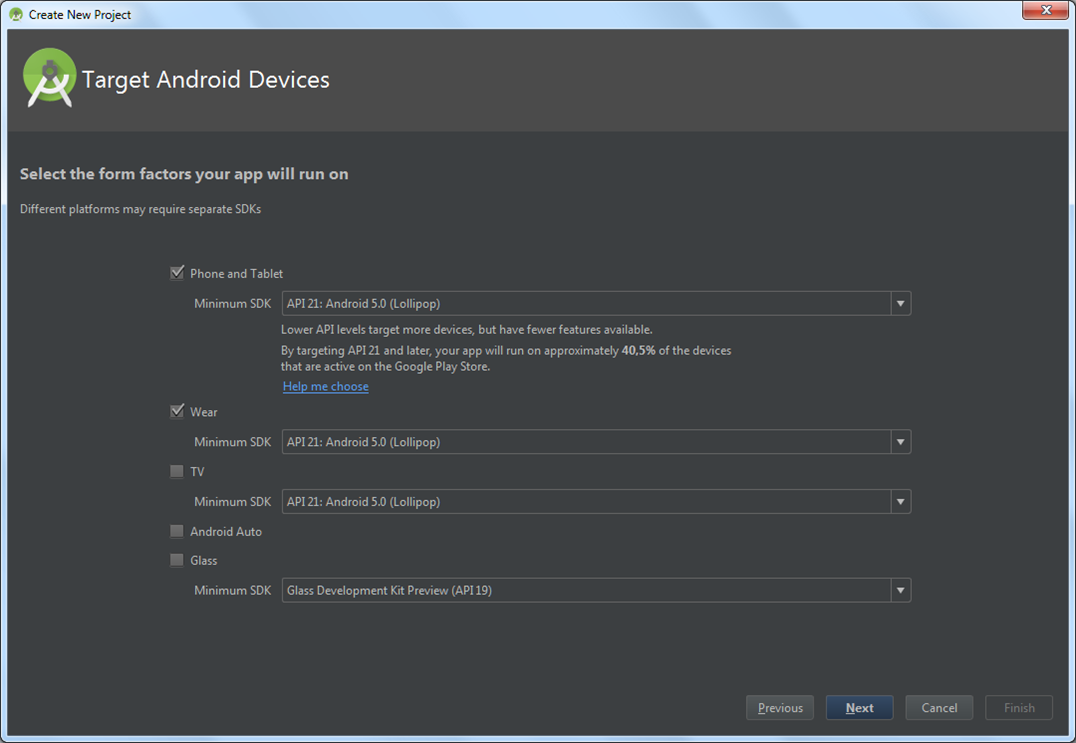 Create New Project
Target Android Devices
Select the form factors your app will run on
Different platforms may require separate SDKs
Phone and Tablet
Minimum SDK API 21: Android 5.0 (Lollipop)
Lower API levels target more devices, but have fewer features available.
By targeting API 21 and later, your app will run on approximately 40,5% of the devices
that are active on the Google Play Store.
Help me choose
Wear
Minimum SDK API 21: Android 5.0 (Lollipop)
TV
Minimum SDK API 21: Android 5.0 (Lollipop)
Android Auto
Glass
Minimum SDK Glass Development Kit Preview (API 19)
Previous Next Cancel Finish